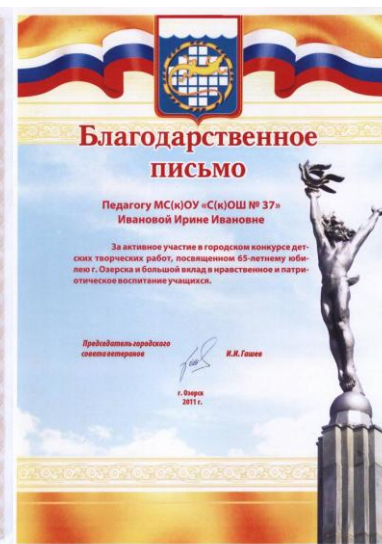 Благодарственное
письмо
Педагогу МС(к)ОУ «С(к)ОШ № 37»
Ивановой Ирине Ивановне
За активное участие в городском конкурсе дет-
ских творческих работ, посвященном 65-летнему юби-
лею г. Озерска и большой вклад в нравственное и патри-
отическое воспитание учащихся.
Председатель городского
совета ветеранов
И.И. Гашев
г. Озерск
2011 г.